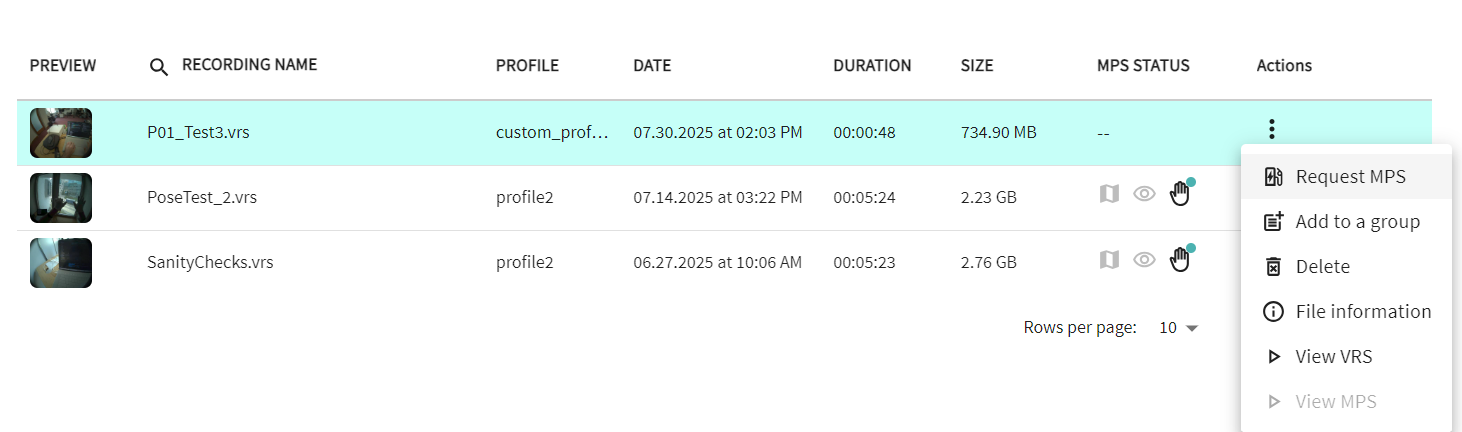 PREVIEW RECORDING NAME PROFILE DATE DURATION SIZE MPS STATUS Actions
P01_Test3.vrs custom_prof... 07.30.2025 at 02:03 PM 00:00:48 734.90 MB --
Request MPS
PoseTest_2.vrs profile2 07.14.2025 at 03:22 PM 00:05:24 2.23 GB
Add to a group
SanityChecks.vrs profile2 06.27.2025 at 10:06 AM 00:05:23 2.76 GB
Delete
File information
Rows per page: 10
View VRS
View MPS